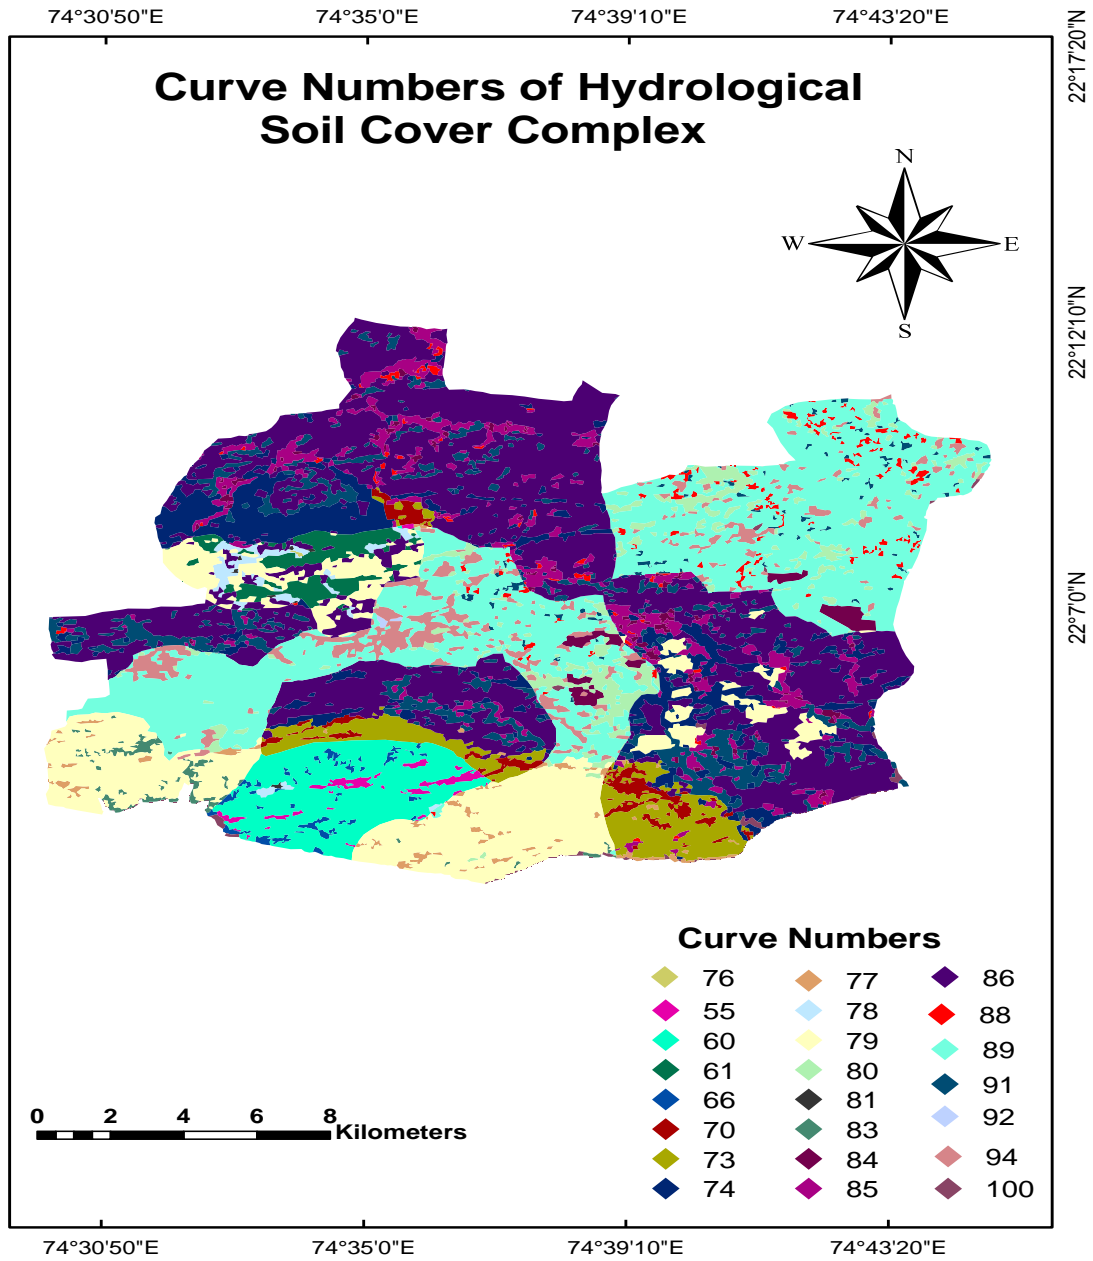 74°30'50"E 74°35'0"E 74°39'10"E 74°43'20"E
22°17'20"N
Curve Numbers of Hydrological
Soil Cover Complex
N
W E
S
22°12'10"N
22°7'0"N
Curve Numbers
76 77 86
55 78 88
60 79 89
61 80 91
66 81 92
70 83 94
73 84 100
74 85
0 2 4 6 8
Kilometers
74°30'50"E 74°35'0"E 74°39'10"E 74°43'20"E